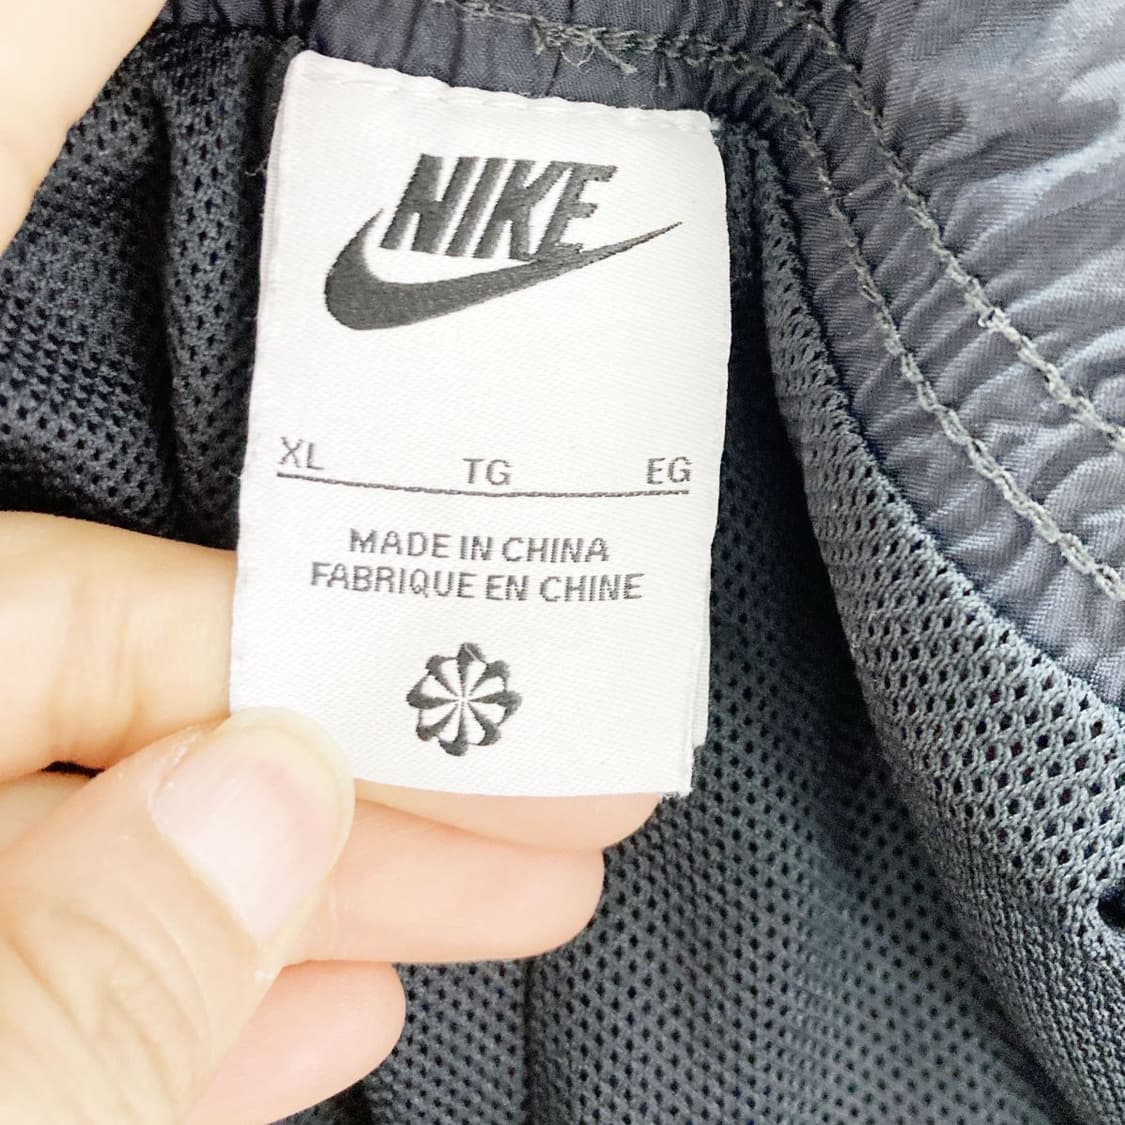 NIKE
XL TG EG
MADE IN CHINA
FABRIQUE EN CHINE